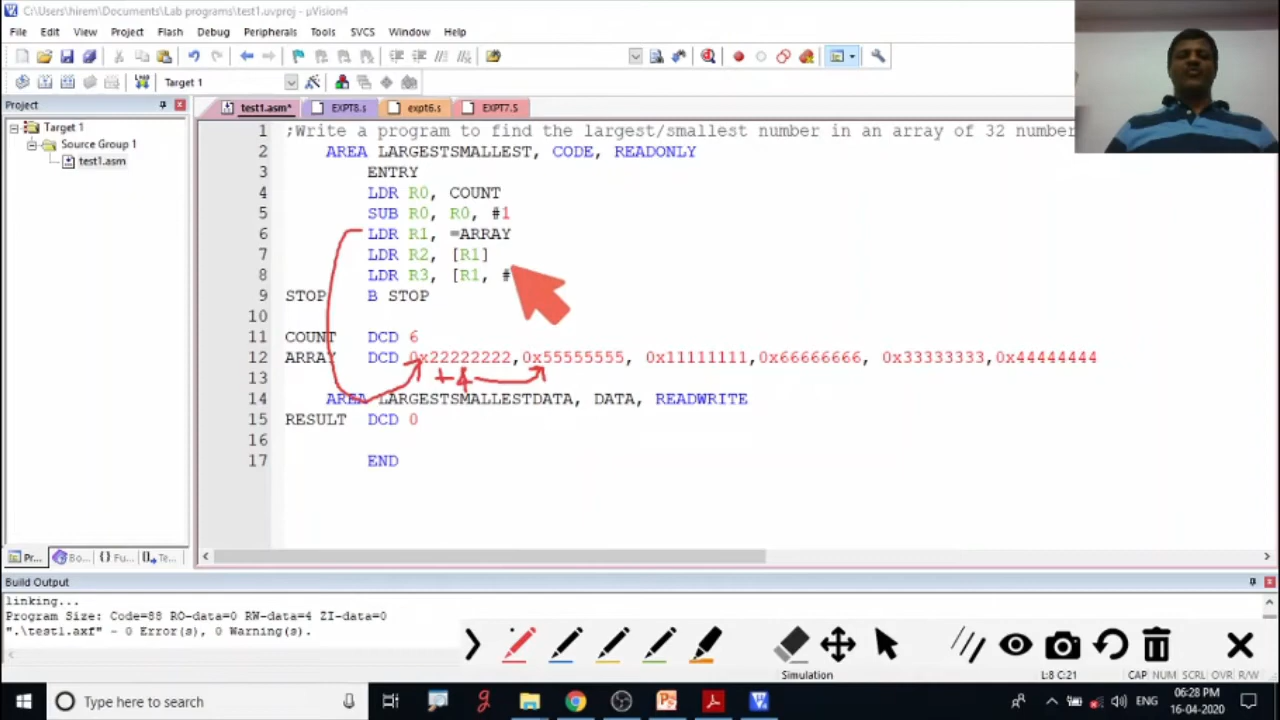 C:\Users\hirem\Documents\Lab programs\test1.uvproj - µVision4
File Edit View Project Flash Debug Peripherals Tools SVCS Window Help
Target 1
Project
test1.asm* EXPT8.s expt6.s EXPT7.S
Target 1
Source Group 1
test1.asm
1 ;Write a program to find the largest/smallest number in an array of 32 number
2 AREA LARGESTSMALLEST, CODE, READONLY
3 ENTRY
4 LDR R0, COUNT
5 SUB R0, R0, #1
6 LDR R1, =ARRAY
7 LDR R2, [R1]
8 LDR R3, [R1, #
9 STOP B STOP
10
11 COUNT DCD 6
12 ARRAY DCD 0x22222222,0x55555555, 0x11111111,0x66666666, 0x33333333,0x44444444
+4
13
14 AREA LARGESTSMALLESTDATA, DATA, READWRITE
15 RESULT DCD 0
16
17 END
Pr... Bo... {} Fu... Te...
Build Output
linking...
Program Size: Code=88 RO-data=0 RW-data=4 ZI-data=0
".\test1.axf" - 0 Error(s), 0 Warning(s).
Simulation
L:8 C:21 CAP NUM SCRL OVR R/W
Type here to search
ENG
06:28 PM
16-04-2020